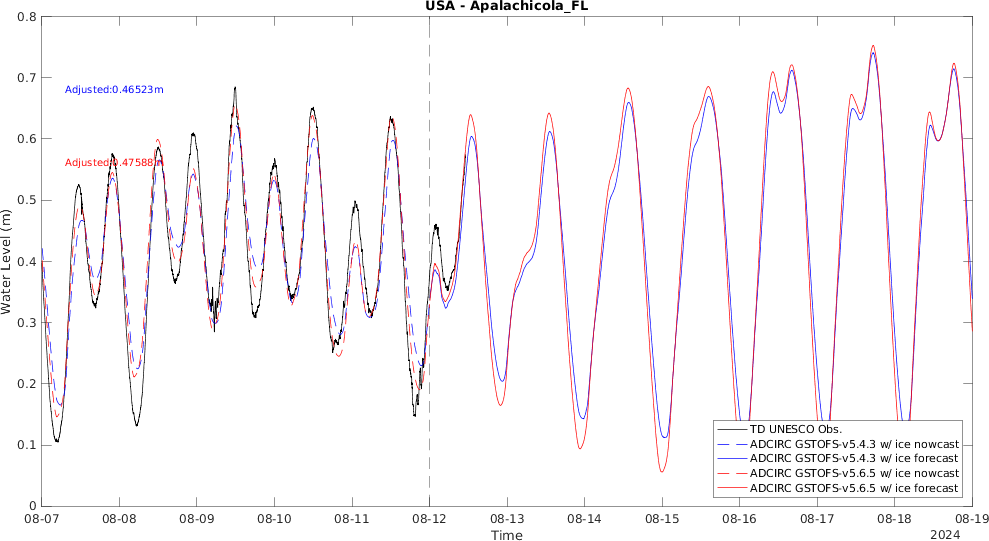 USA - Apalachicola_FL
0.8
0.7
0.6
0.5
0.4
0.3
0.2
0.1
0
Water Level (m)
Adjusted:0.46523m
Adjusted:0.47588m
TD UNESCO Obs.
ADCIRC GSTOFS-v5.4.3 w/ ice nowcast
ADCIRC GSTOFS-v5.4.3 w/ ice forecast
ADCIRC GSTOFS-v5.6.5 w/ ice nowcast
ADCIRC GSTOFS-v5.6.5 w/ ice forecast
08-07 08-08 08-09 08-10 08-11 08-12 08-13 08-14 08-15 08-16 08-17 08-18 08-19
Time
2024